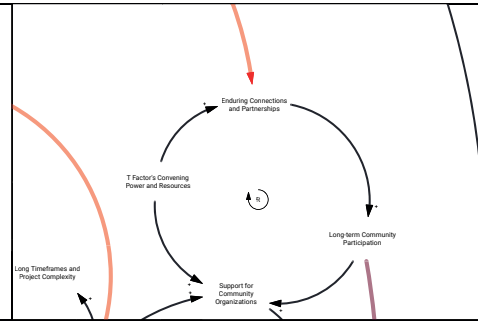 Enduring Connections
and Partnerships
+
T Factor's Convening
Power and Resources
R
+
Long-term Community
Participation
Long Timeframes and
Project Complexity
+
Support for
Community
Organizations
+
+
+